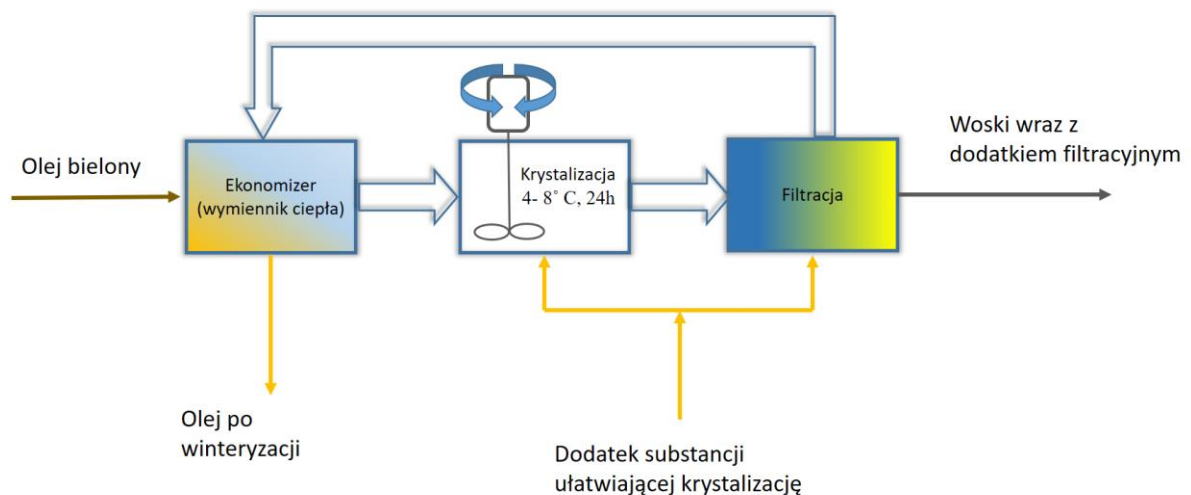 Olej bielony
Ekonomizer
(wymiennik ciepła)
Krystalizacja
4- 8˚ C, 24h
Filtracja
Woski wraz z
dodatkiem filtracyjnym
Olej po
winteryzacji
Dodatek substancji
ułatwiającej krystalizację